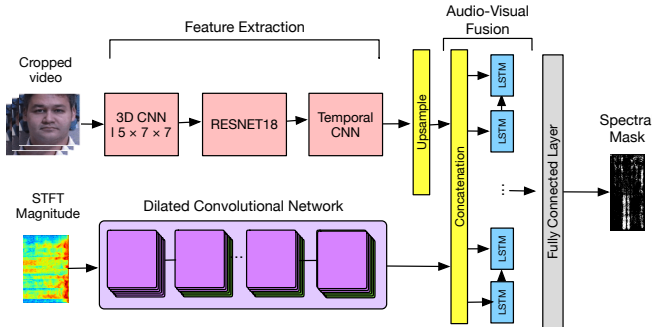 Feature Extraction
Audio-Visual
Fusion
Cropped
video
3D CNN
I 5 × 7 × 7
RESNET18
Temporal
CNN
Upsample
Concatenation
LSTM
LSTM
...
LSTM
LSTM
Fully Connected Layer
Spectra
Mask
STFT
Magnitude
Dilated Convolutional Network
..